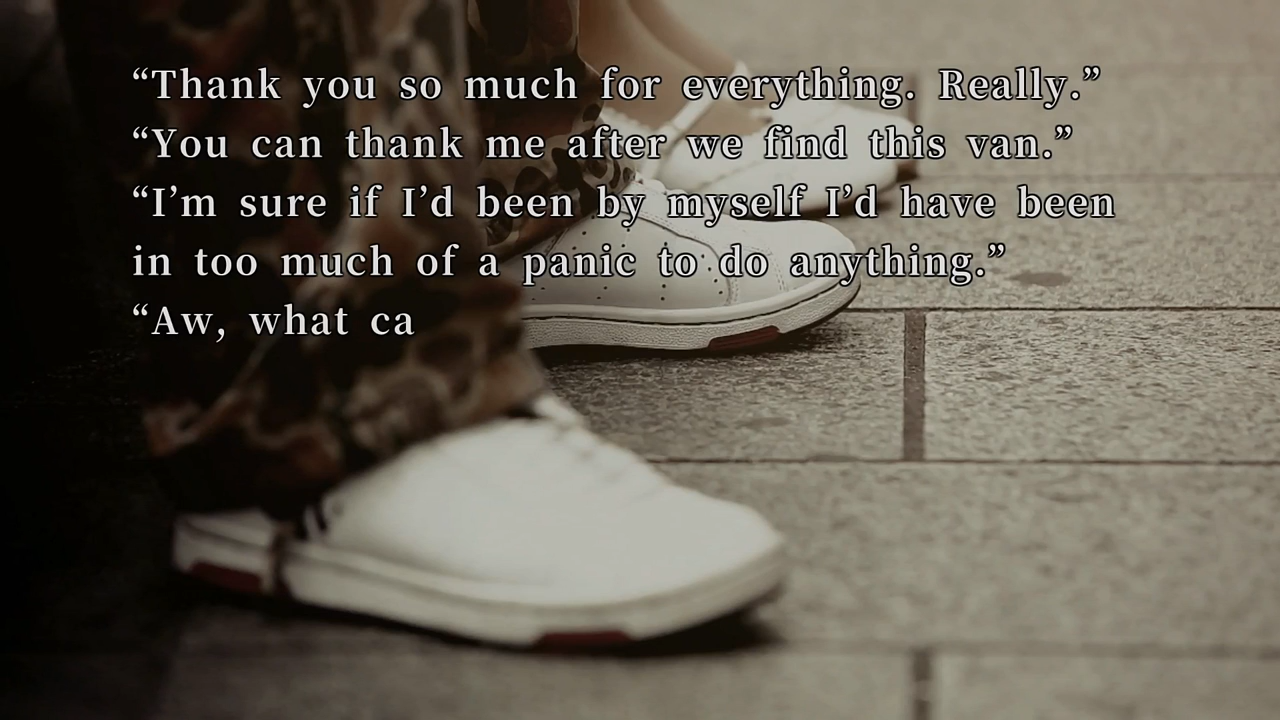 “Thank you so much for everything. Really.”
“You can thank me after we find this van.”
“I’m sure if I’d been by myself I’d have been
in too much of a panic to do anything.”
“Aw, what ca